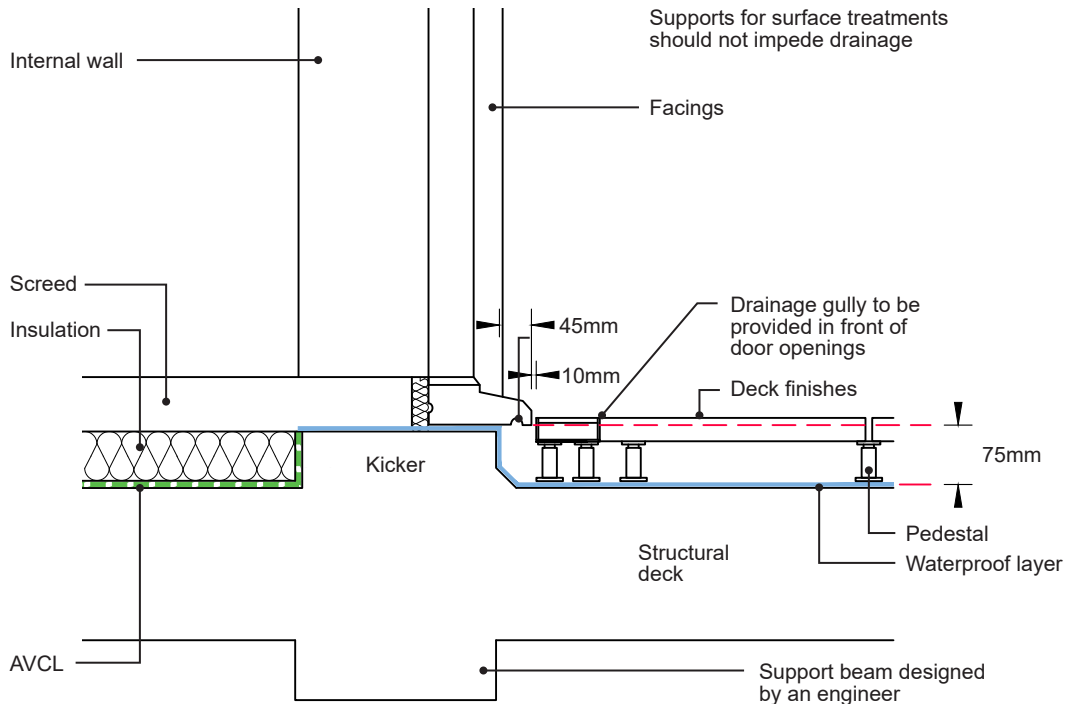 Supports for surface treatments
should not impede drainage
Internal wall
Facings
Screed
Insulation
45mm
10mm
Drainage gully to be
provided in front of
door openings
Deck finishes
75mm
Kicker
Pedestal
Waterproof layer
Structural
deck
AVCL
Support beam designed
by an engineer